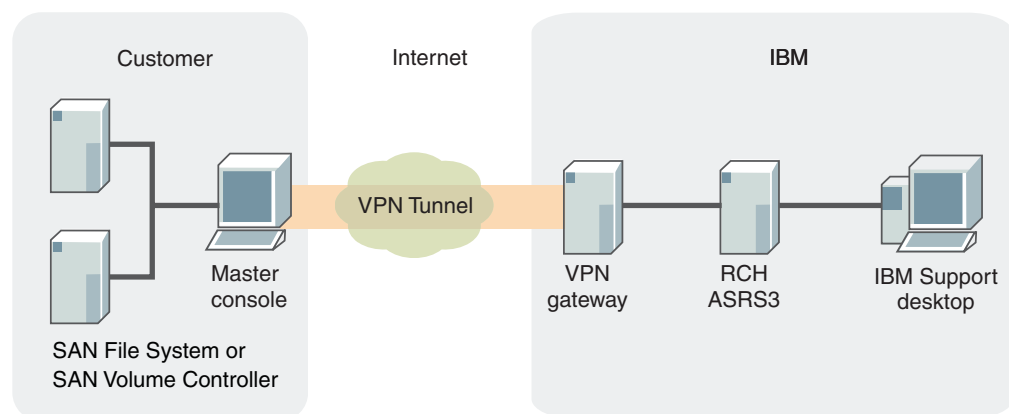 Customer
Internet
IBM
VPN Tunnel
Master
console
VPN
gateway
RCH
ASRS3
IBM Support
desktop
SAN File System or
SAN Volume Controller